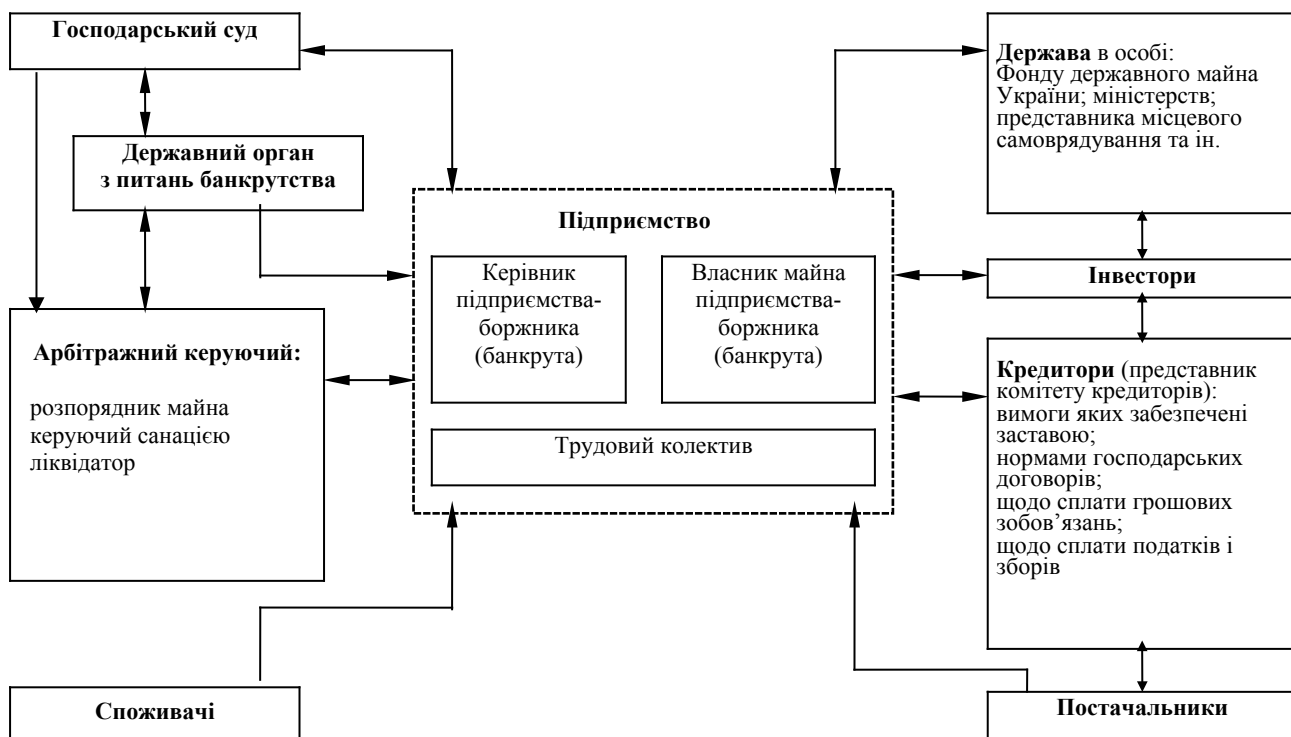 Господарський суд
Державний орган
з питань банкрутства
Арбітражний керуючий:
розпорядник майна
керуючий санацією
ліквідатор
Споживачі
Підприємство
Керівник
підприємства-
боржника
(банкрута)
Власник майна
підприємства-
боржника
(банкрута)
Трудовий колектив
Держава в особі:
Фонду державного майна
України; міністерств;
представника місцевого
самоврядування та ін.
Інвестори
Кредитори (представник
комітету кредиторів):
вимоги яких забезпечені
заставою;
нормами господарських
договорів;
щодо сплати грошових
зобов’язань;
щодо сплати податків і
зборів
Постачальники